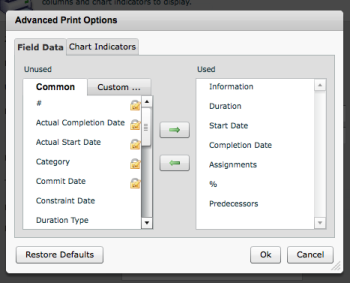 columns and chart indicators to display.
Advanced Print Options
Field Data
Chart Indicators
Unused
Used
Common
Custom ...
#
Actual Completion Date
Actual Start Date
Category
Commit Date
Constraint Date
Duration Type
Information
Duration
Start Date
Completion Date
Assignments
%
Predecessors
Restore Defaults
Ok
Cancel